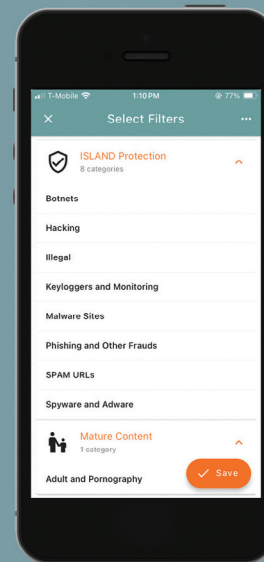 T-Mobile 1:10 PM 77%
Select Filters
ISLAND Protection
8 categories
Botnets
Hacking
Illegal
Keyloggers and Monitoring
Malware Sites
Phishing and Other Frauds
SPAM URLs
Spyware and Adware
Mature Content
1 category
Save
Adult and Pornography